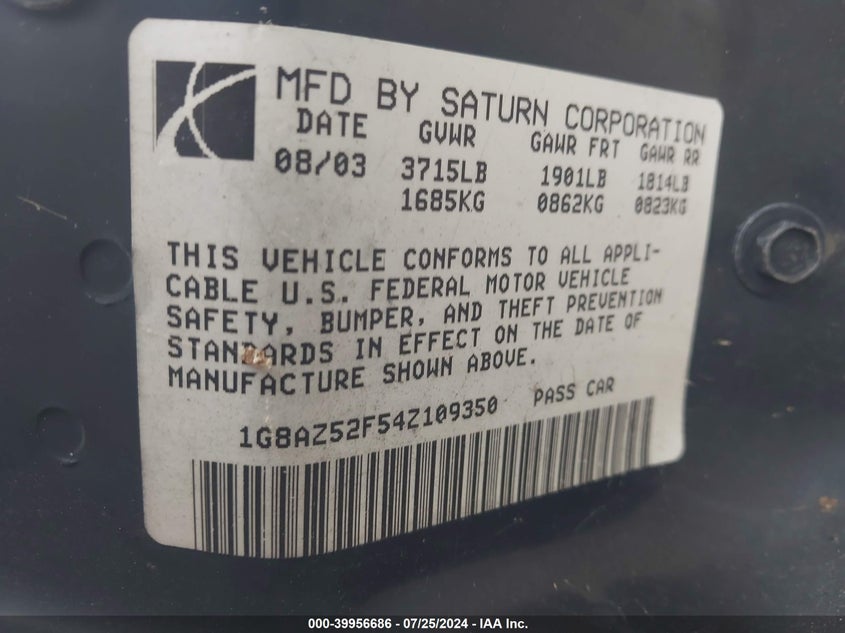 MFD BY SATURN CORPORATION
DATE GVWR GAWR FRT GAWR RR
08/03 3715LB 1901LB 1814LB
1685KG 0862KG 0823KG
THIS VEHICLE CONFORMS TO ALL APPLI-
CABLE U.S. FEDERAL MOTOR VEHICLE
SAFETY, BUMPER, AND THEFT PREVENTION
STANDARDS IN EFFECT ON THE DATE OF
MANUFACTURE SHOWN ABOVE.
1G8AZ52F54Z109350 PASS CAR
000-39956686 - 07/25/2024 - IAA Inc.